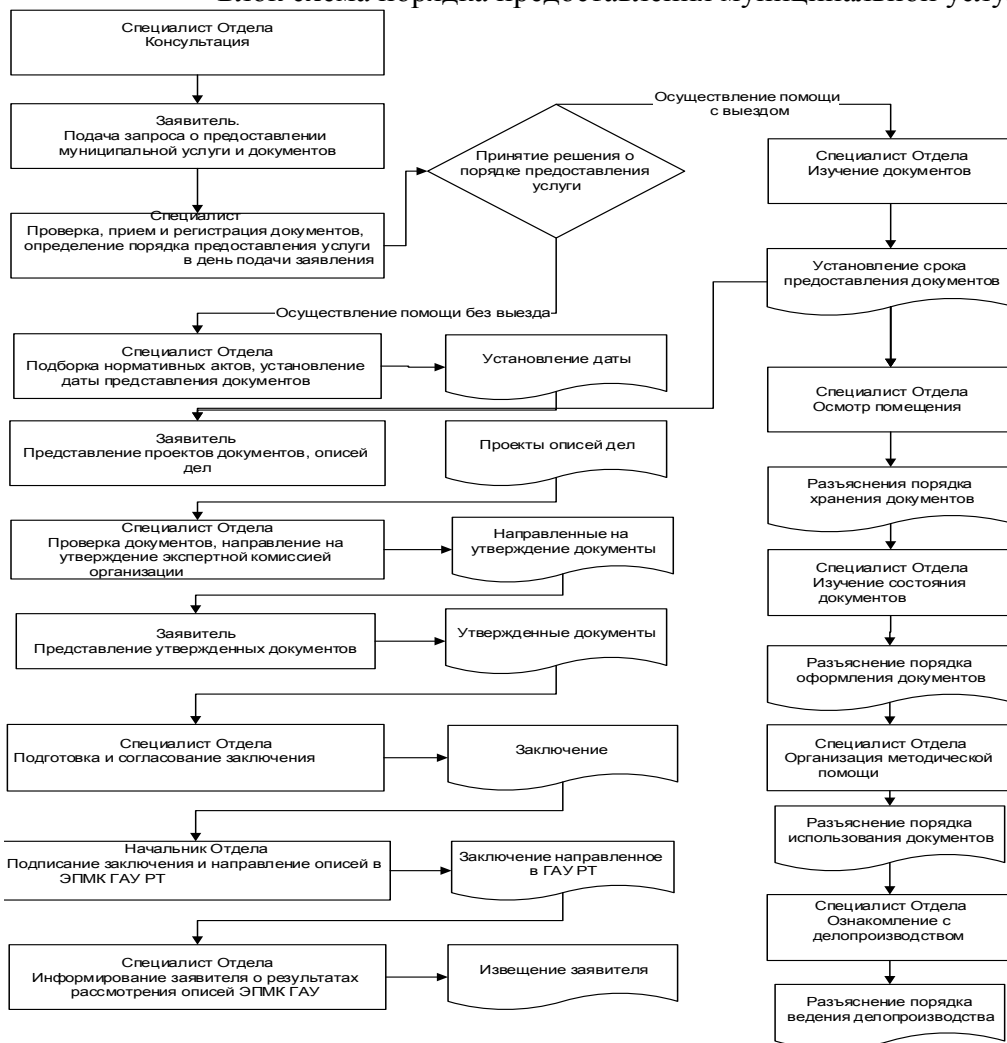 Блок-схема порядка предоставления муниципальной услу
Специалист Отдела
Консультация
Заявитель.
Подача запроса о предоставлении
муниципальной услуги и документов
Специалист
Проверка, прием и регистрация документов,
определение порядка предоставления услуги
в день подачи заявления
Принятие решения о
порядке предоставления
услуги
Осуществление помощи
с выездом
Осуществление помощи без выезда
Специалист Отдела
Подборка нормативных актов, установление
даты представления документов
Установление даты
Заявитель
Представление проектов документов, описей
дел
Проекты описей дел
Специалист Отдела
Проверка документов, направление на
утверждение экспертной комиссией
организации
Направленные на
утверждение документы
Заявитель
Представление утвержденных документов
Утвержденные документы
Специалист Отдела
Подготовка и согласование заключения
Заключение
Начальник Отдела
Подписание заключения и направление описей в
ЭПМК ГАУ РТ
Заключение направленное
в ГАУ РТ
Специалист Отдела
Информирование заявителя о результатах
рассмотрения описей ЭПМК ГАУ
Извещение заявителя
Специалист Отдела
Изучение документов
Установление срока
предоставления документов
Специалист Отдела
Осмотр помещения
Разъяснения порядка
хранения документов
Специалист Отдела
Изучение состояния
документов
Разъяснение порядка
оформления документов
Специалист Отдела
Организация методической
помощи
Разъяснение порядка
использования документов
Специалист Отдела
Ознакомление с
делопроизводством
Разъяснение порядка
ведения делопроизводства